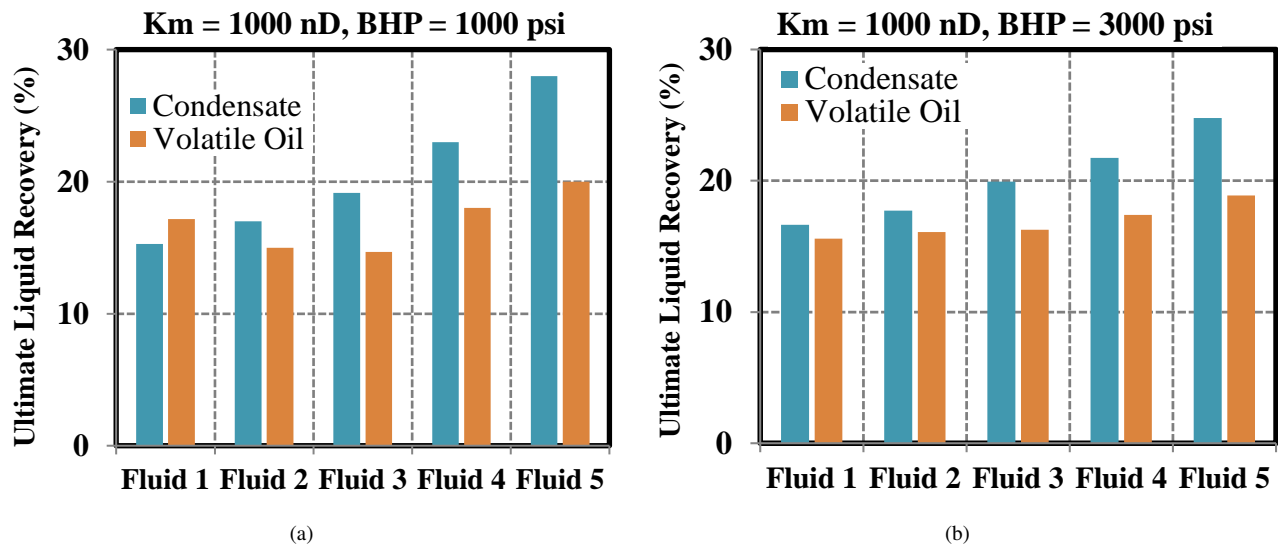 Km = 1000 nD, BHP = 1000 psi
Ultimate Liquid Recovery (%)
30
20
10
0
Condensate
Volatile Oil
Fluid 1 Fluid 2 Fluid 3 Fluid 4 Fluid 5
(a)
Km = 1000 nD, BHP = 3000 psi
Ultimate Liquid Recovery (%)
30
20
10
0
Condensate
Volatile Oil
Fluid 1 Fluid 2 Fluid 3 Fluid 4 Fluid 5
(b)